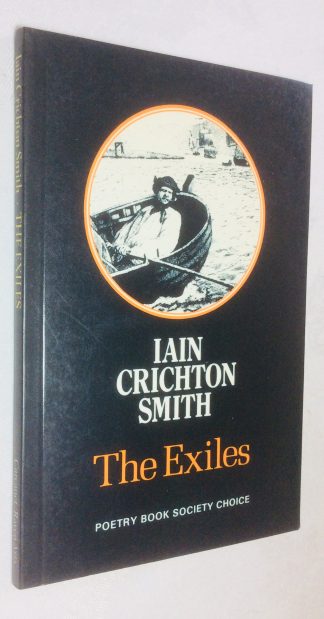 Iain Crichton Smith THE EXILES
IAIN
CRICHTON
SMITH
The Exiles
POETRY BOOK SOCIETY CHOICE